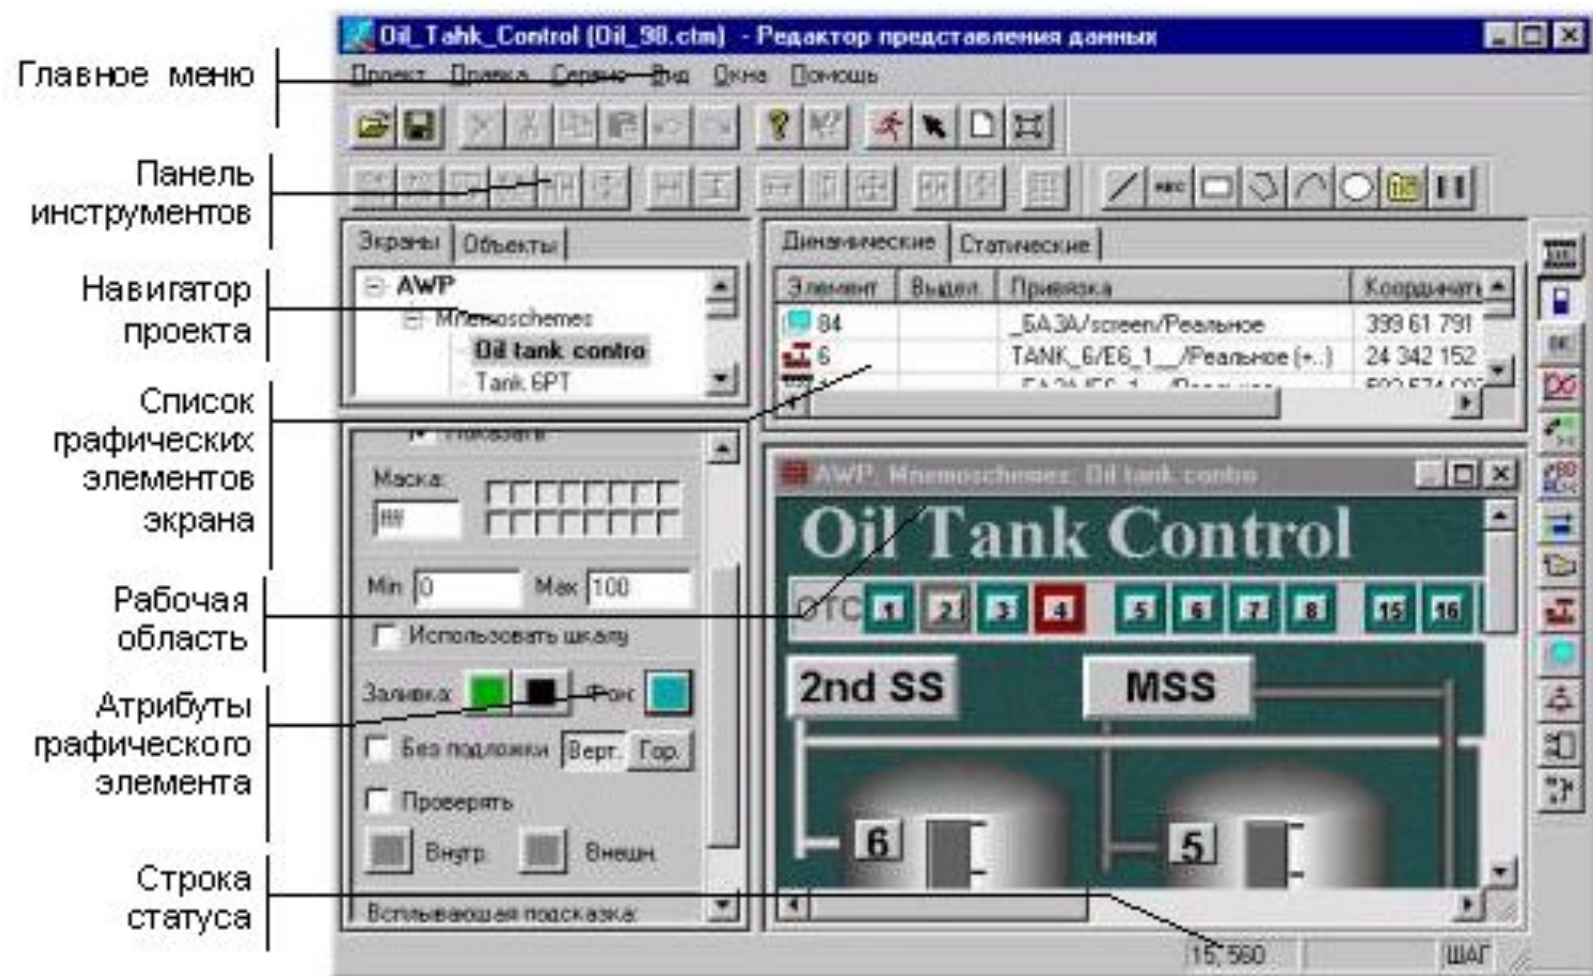 Oil_Tahk_Control (Oil_98.ctm) - Редактор представления данных
Главное меню
Проект Правка Сервис Вид Окна Помощь
Панель
инструментов
ABC
Экраны Объекты
Динамические Статические
Навигатор
проекта
AWP
Mnemoschemes
Oil tank contro
Tank 6РТ
Элемент Выдел. Привязка Координаты
84 _БАЗА/screen/Реальное 399 61 791
6 TANK_6/E6_1__/Реальное (+..) 24 342 152
Список
графических
элементов
экрана
Показать
Маска:
Min 0 Max 100
Использовать шкалу
AWP: Mnemoschemes: Oil tank contro
Oil Tank Control
OTC 1 2 3 4 5 6 7 8 15 16
Рабочая
область
Заливка: Фон:
2nd SS MSS
Атрибуты
графического
элемента
Без подложки Верт. Гор.
Проверять
Внутр. Внешн.
6 5
Строка
статуса
Всплывающая подсказка:
15, 560 ШАГ